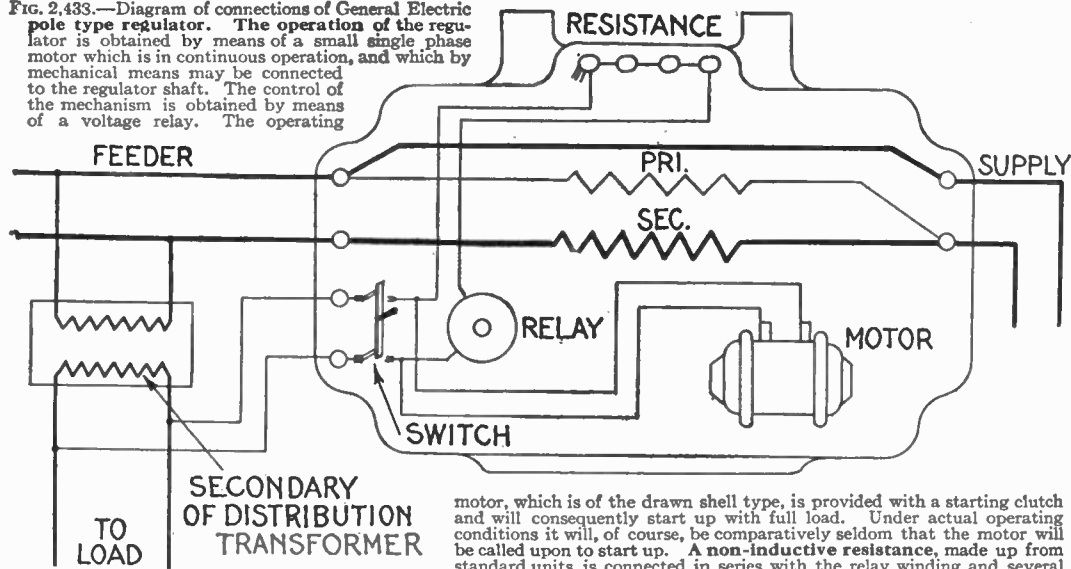 FIG. 2,433.—Diagram of connections of General Electric
pole type regulator. The operation of the regu-
lator is obtained by means of a small single phase
motor which is in continuous operation, and which by
mechanical means may be connected
to the regulator shaft. The control of
the mechanism is obtained by means
of a voltage relay. The operating
RESISTANCE
FEEDER
PRI.
SUPPLY
SEC.
RELAY
MOTOR
SWITCH
SECONDARY
OF DISTRIBUTION
TRANSFORMER
TO
LOAD
motor, which is of the drawn shell type, is provided with a starting clutch
and will consequently start up with full load. Under actual operating
conditions it will, of course, be comparatively seldom that the motor will
be called upon to start up. A non-inductive resistance, made up from
standard units, is connected in series with the relay winding and several